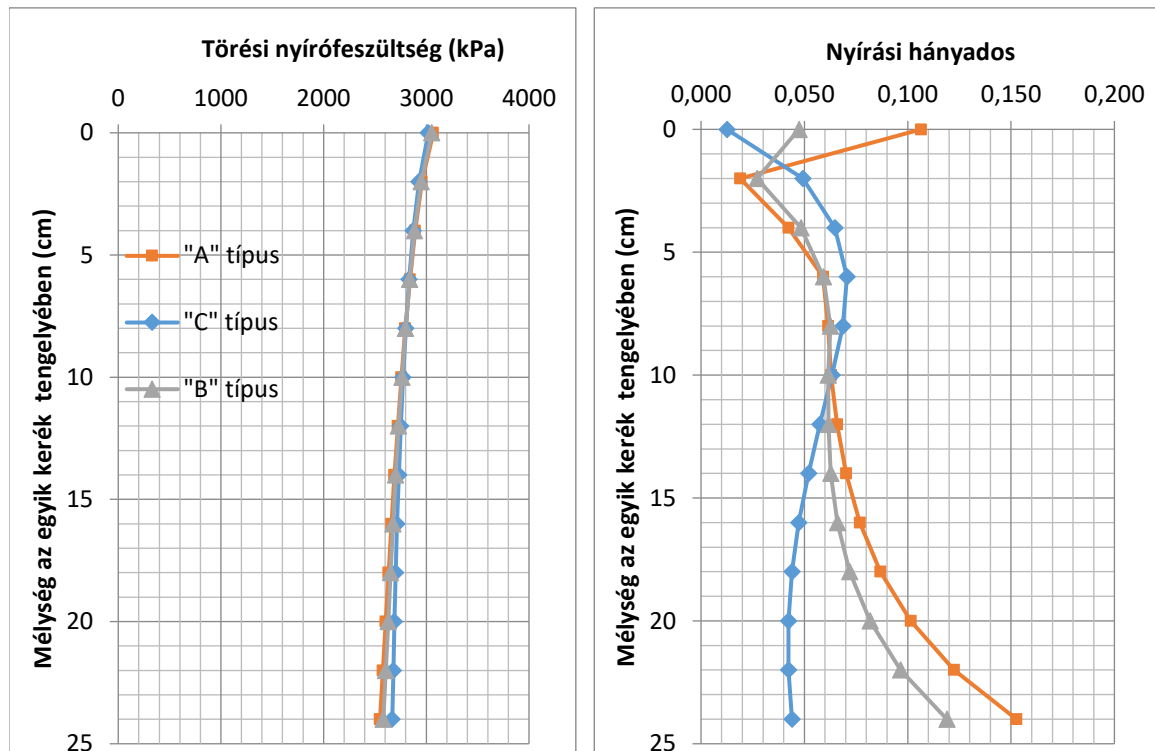 Törési nyírófeszültség (kPa)
0 1000 2000 3000 4000
0
5
10
15
20
25
Mélység az egyik kerék tengelyében (cm)
"A" típus
"C" típus
"B" típus
Nyírási hányados
0,000 0,050 0,100 0,150 0,200
0
5
10
15
20
25
Mélység az egyik kerék tengelyében (cm)